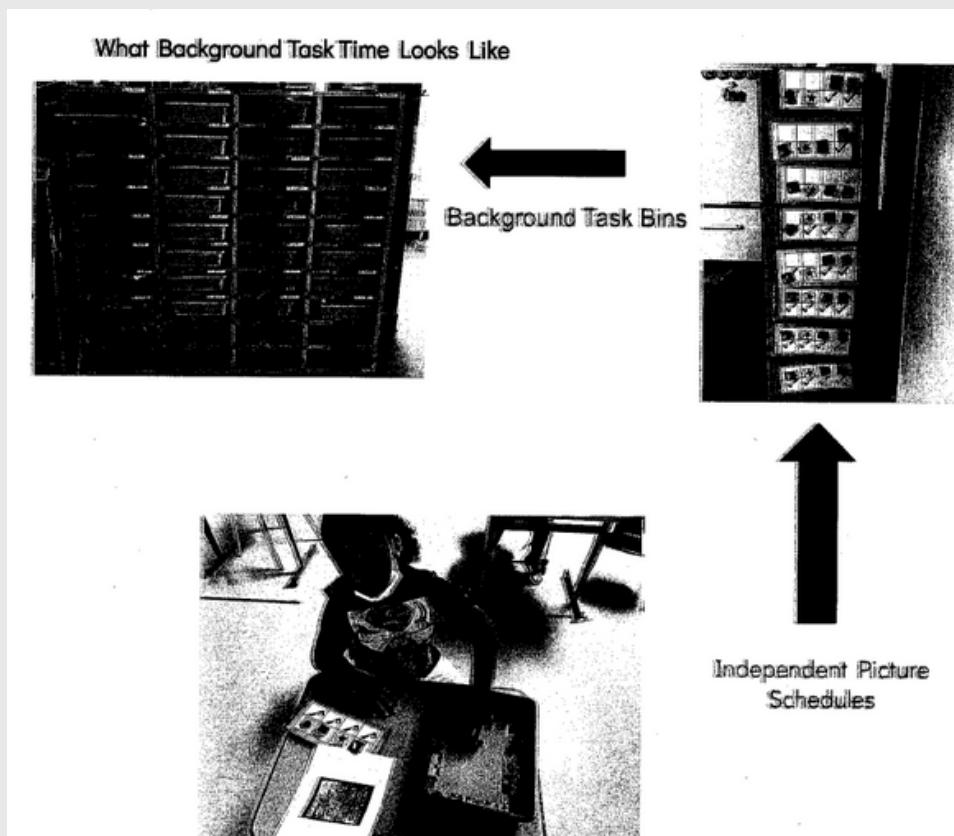 What Background Task Time Looks Like
Background Task Bins
Independent Picture
Schedules